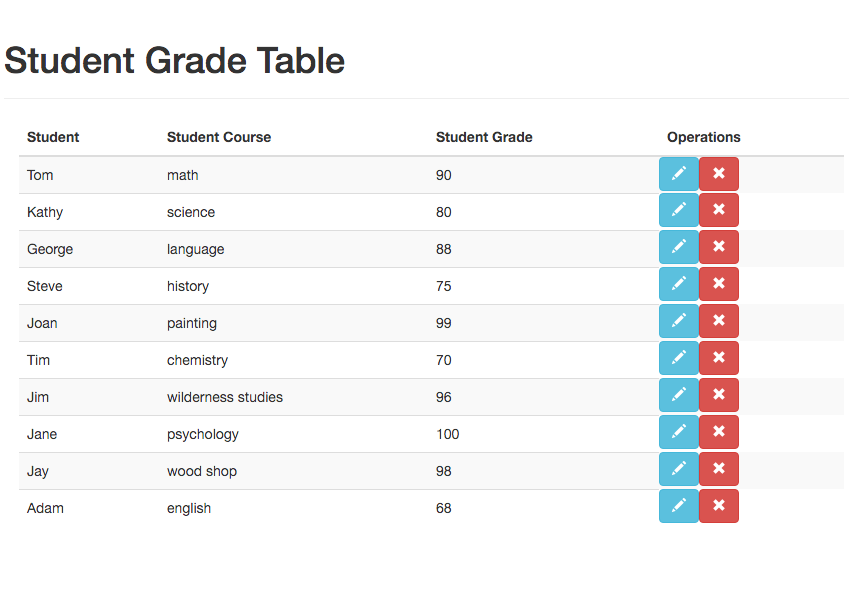 Student Grade Table
Student Student Course Student Grade Operations
Tom math 90
Kathy science 80
George language 88
Steve history 75
Joan painting 99
Tim chemistry 70
Jim wilderness studies 96
Jane psychology 100
Jay wood shop 98
Adam english 68